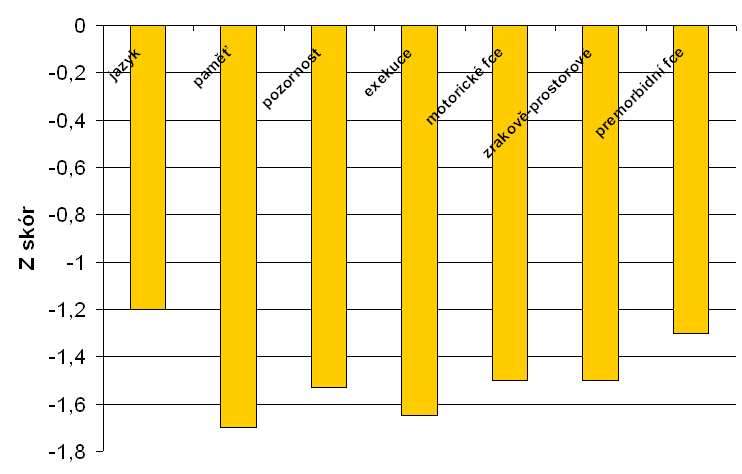 0
-0,2
-0,4
-0,6
-0,8
-1
-1,2
-1,4
-1,6
-1,8
Z skór
jazyk
paměť
pozornost
exekuce
motorické fce
zrakově-prostorove
premorbidní fce